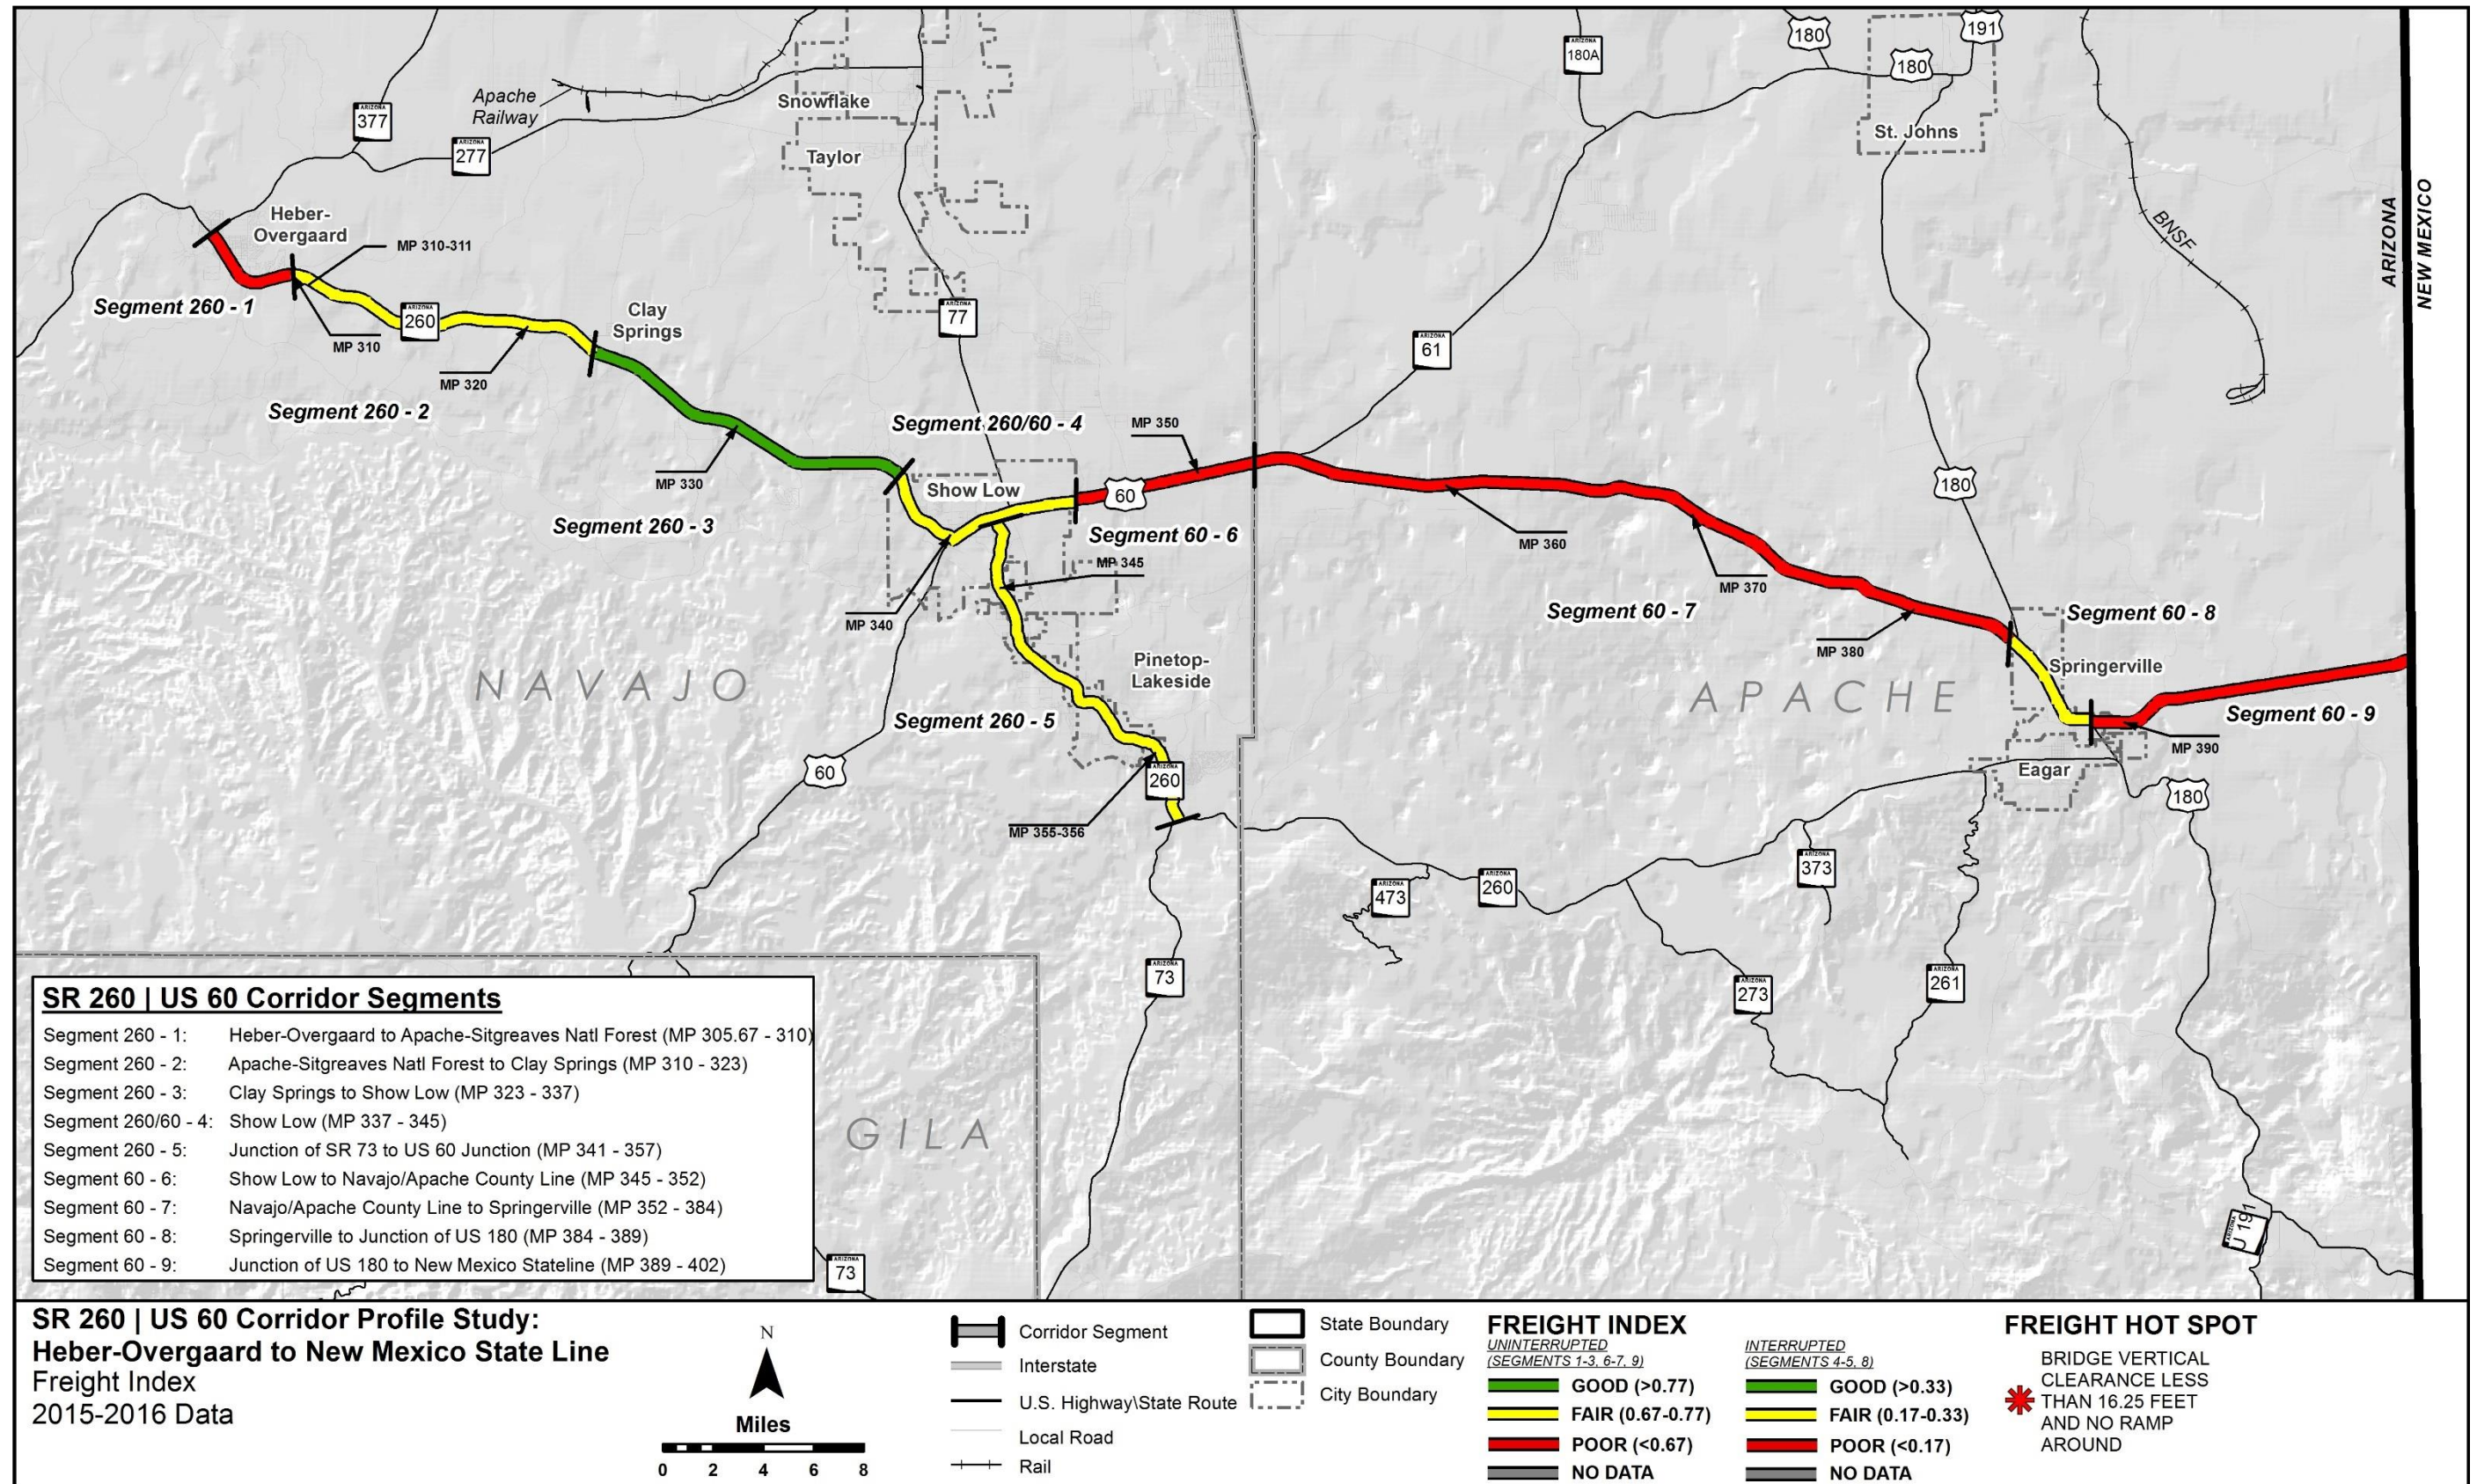 ARIZONA
377
ARIZONA
277
Apache
Railway
Snowflake
Taylor
ARIZONA
180A
180
180
191
St. Johns
BNSF
ARIZONA
NEW MEXICO
Heber-
Overgaard
MP 310-311
Segment 260 - 1
MP 310
ARIZONA
260
MP 320
Clay
Springs
Segment 260 - 2
ARIZONA
77
ARIZONA
61
MP 330
Segment 260 - 3
Segment 260/60 - 4
MP 350
Show Low
60
Segment 60 - 6
MP 345
MP 340
MP 360
MP 370
180
Segment 60 - 7
Segment 60 - 8
MP 380
Springerville
Segment 60 - 9
MP 390
NAVAJO
APACHE
Pinetop-
Lakeside
Segment 260 - 5
60
ARIZONA
260
MP 355-356
Eagar
180
ARIZONA
473
ARIZONA
260
ARIZONA
373
ARIZONA
73
ARIZONA
273
ARIZONA
261
GILA
ARIZONA
73
ARIZONA
U 191
SR 260 | US 60 Corridor Segments
Segment 260 - 1: Heber-Overgaard to Apache-Sitgreaves Natl Forest (MP 305.67 - 310)
Segment 260 - 2: Apache-Sitgreaves Natl Forest to Clay Springs (MP 310 - 323)
Segment 260 - 3: Clay Springs to Show Low (MP 323 - 337)
Segment 260/60 - 4: Show Low (MP 337 - 345)
Segment 260 - 5: Junction of SR 73 to US 60 Junction (MP 341 - 357)
Segment 60 - 6: Show Low to Navajo/Apache County Line (MP 345 - 352)
Segment 60 - 7: Navajo/Apache County Line to Springerville (MP 352 - 384)
Segment 60 - 8: Springerville to Junction of US 180 (MP 384 - 389)
Segment 60 - 9: Junction of US 180 to New Mexico Stateline (MP 389 - 402)
SR 260 | US 60 Corridor Profile Study:
Heber-Overgaard to New Mexico State Line
Freight Index
2015-2016 Data
N
Miles
0 2 4 6 8
Corridor Segment
Interstate
U.S. Highway\State Route
Local Road
Rail
State Boundary
County Boundary
City Boundary
FREIGHT INDEX
UNINTERRUPTED
(SEGMENTS 1-3, 6-7, 9)
GOOD (>0.77)
FAIR (0.67-0.77)
POOR (<0.67)
NO DATA
INTERRUPTED
(SEGMENTS 4-5, 8)
GOOD (>0.33)
FAIR (0.17-0.33)
POOR (<0.17)
NO DATA
FREIGHT HOT SPOT
BRIDGE VERTICAL
CLEARANCE LESS
THAN 16.25 FEET
AND NO RAMP
AROUND